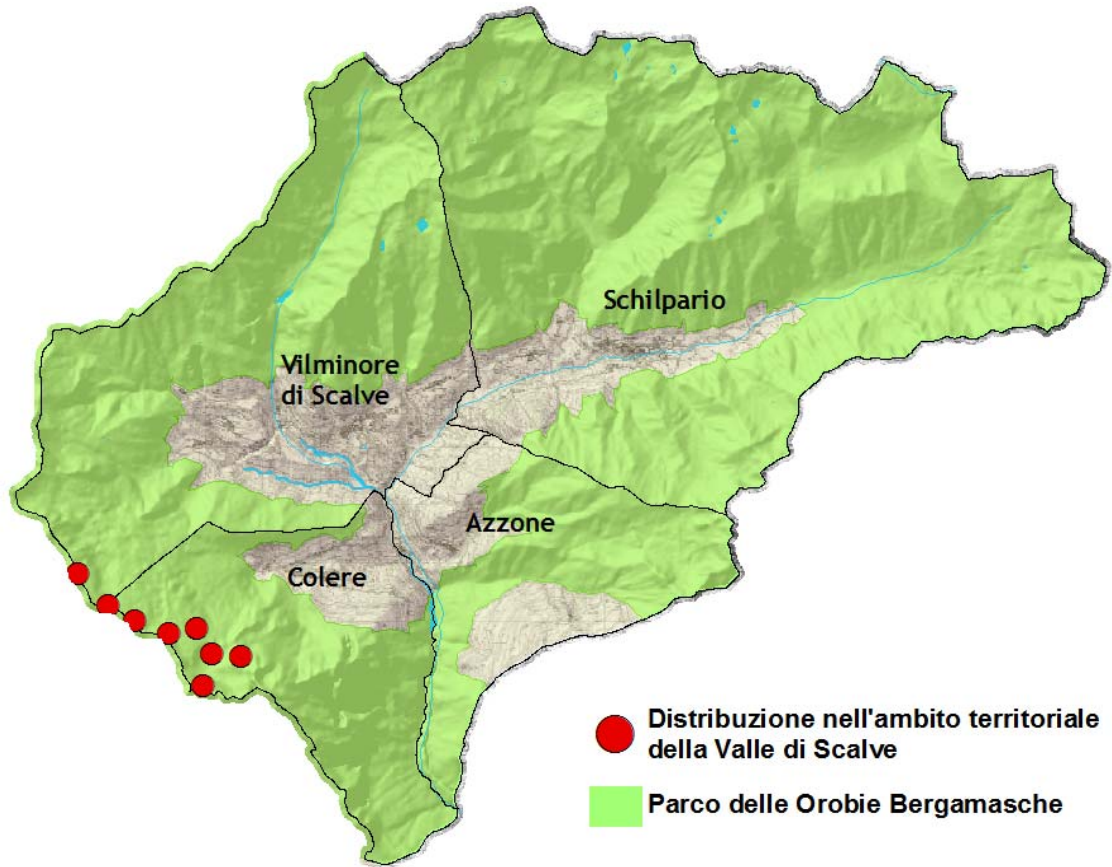 Schilpario
Vilminore
di Scalve
Azzone
Colere
Distribuzione nell'ambito territoriale
della Valle di Scalve
Parco delle Orobie Bergamasche